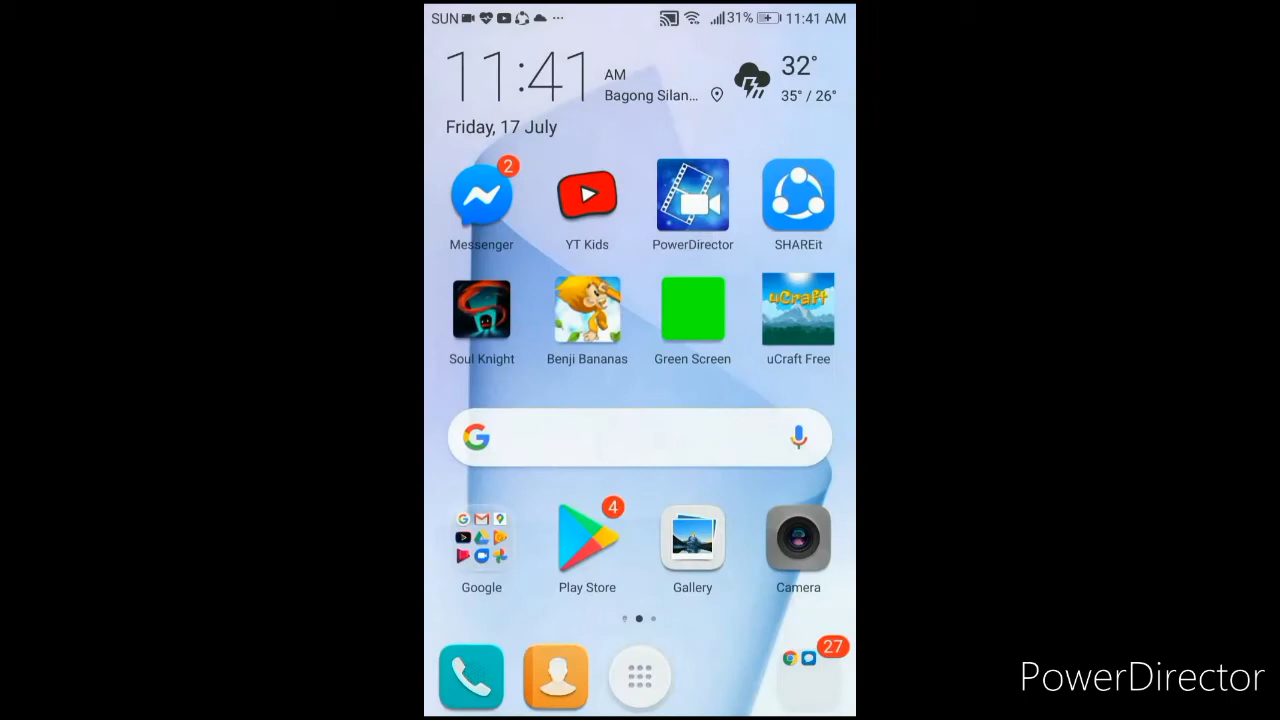 SUN ... 31% 11:41 AM
11:41 AM
Bagong Silan...
32°
35° / 26°
Friday, 17 July
2
Messenger YT Kids PowerDirector SHAREit
uCraft
Soul Knight Benji Bananas Green Screen uCraft Free
G
4
Google Play Store Gallery Camera
27
PowerDirector